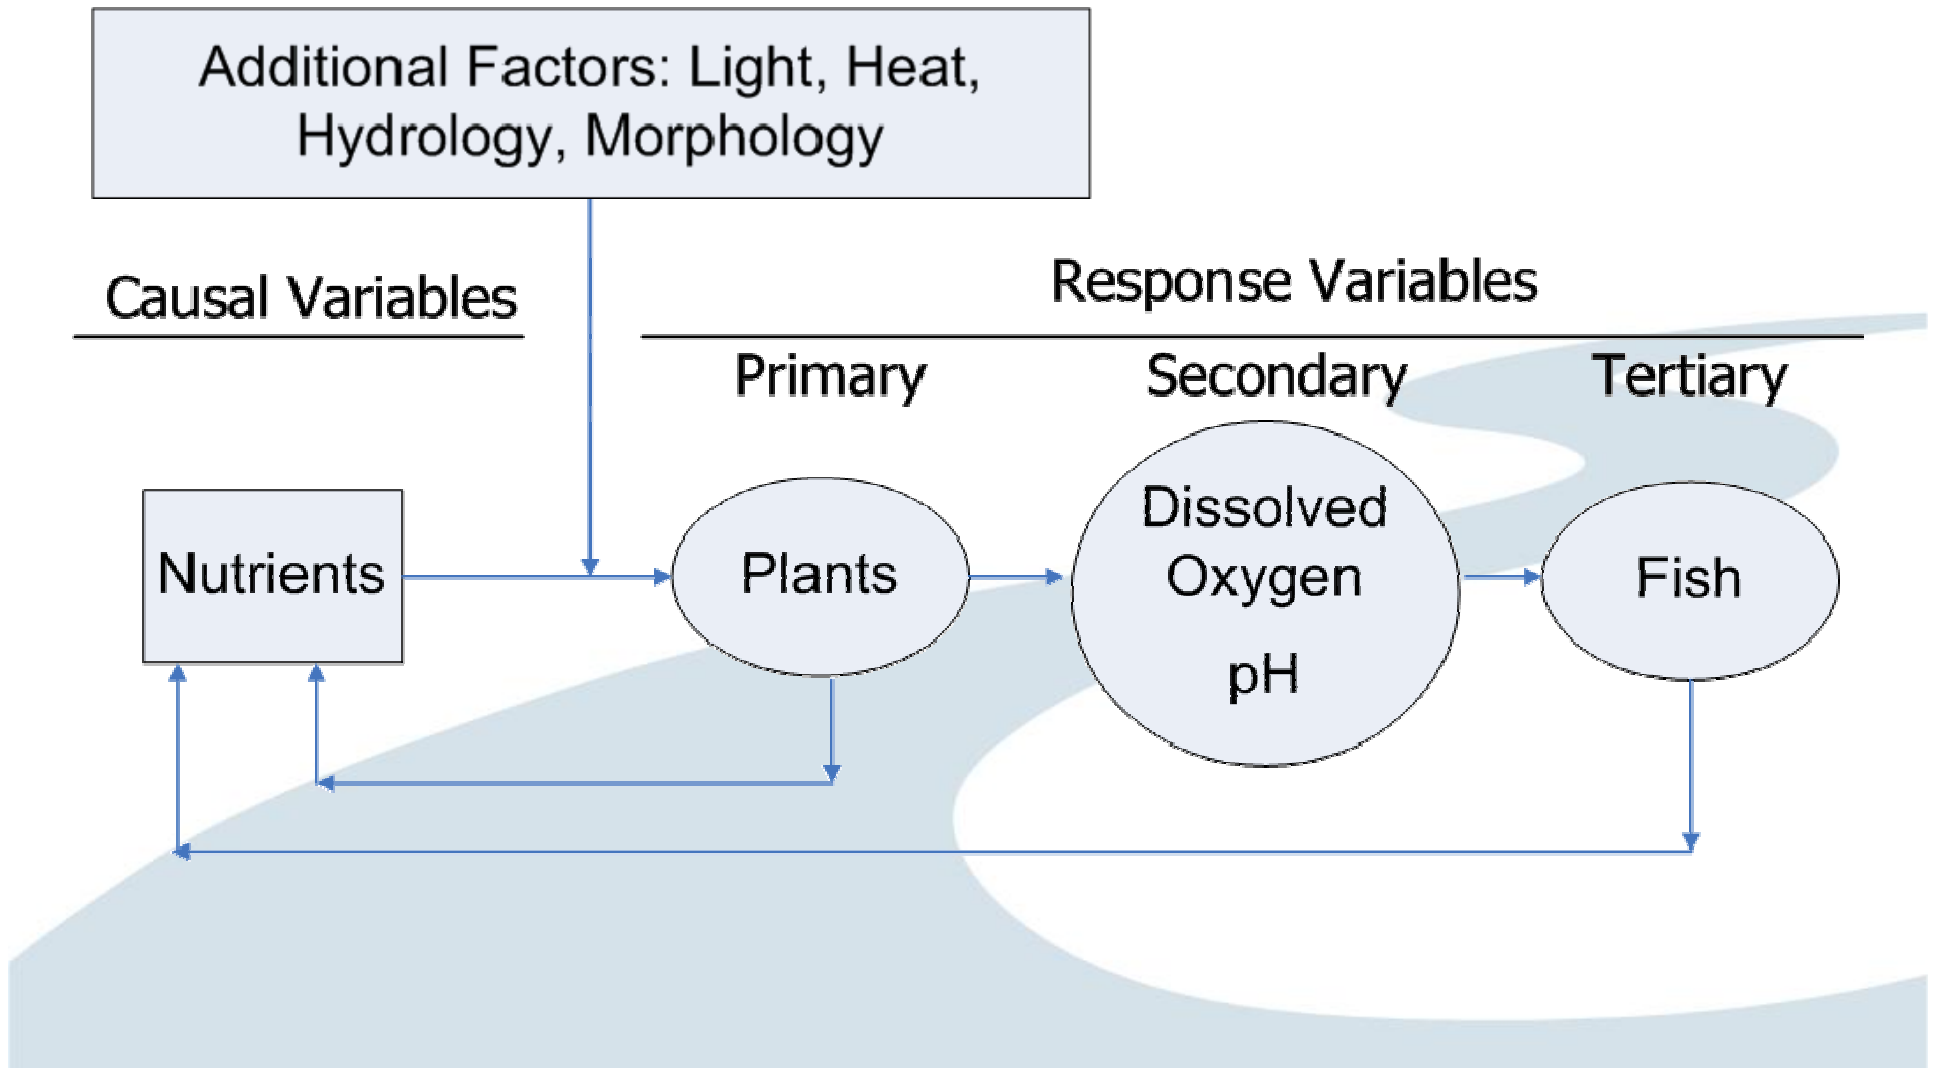 Additional Factors: Light, Heat,
Hydrology, Morphology
Causal Variables
Response Variables
Primary
Secondary
Tertiary
Nutrients
Plants
Dissolved
Oxygen
pH
Fish